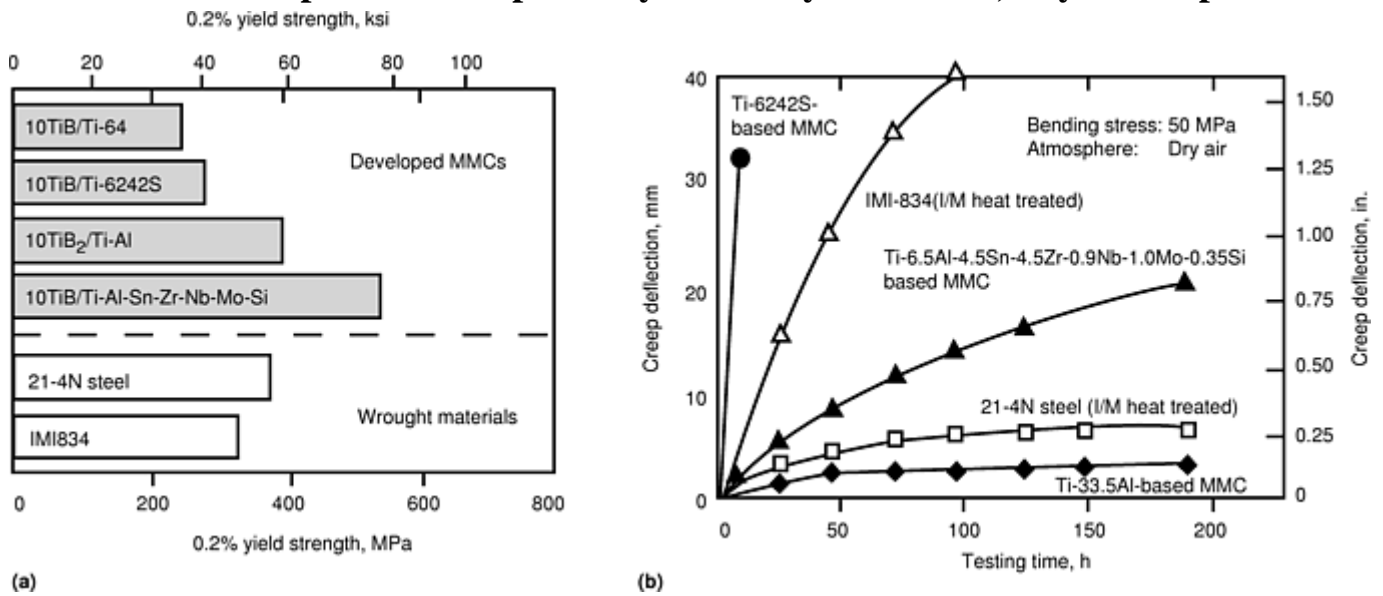 0.2% yield strength, ksi
0 20 40 60 80 100
10TiB/Ti-64
10TiB/Ti-6242S
Developed MMCs
10TiB2/Ti-Al
10TiB/Ti-Al-Sn-Zr-Nb-Mo-Si
21-4N steel
Wrought materials
IMI834
0 200 400 600 800
0.2% yield strength, MPa
(a)
Creep deflection, mm
40
30
20
10
0
Ti-6242S-
based MMC
Bending stress: 50 MPa
Atmosphere: Dry air
IMI-834(I/M heat treated)
Ti-6.5Al-4.5Sn-4.5Zr-0.9Nb-1.0Mo-0.35Si
based MMC
21-4N steel (I/M heat treated)
Ti-33.5Al-based MMC
1.50
1.25
1.00
0.75
0.50
0.25
0
Creep deflection, in.
0 50 100 150 200
Testing time, h
(b)